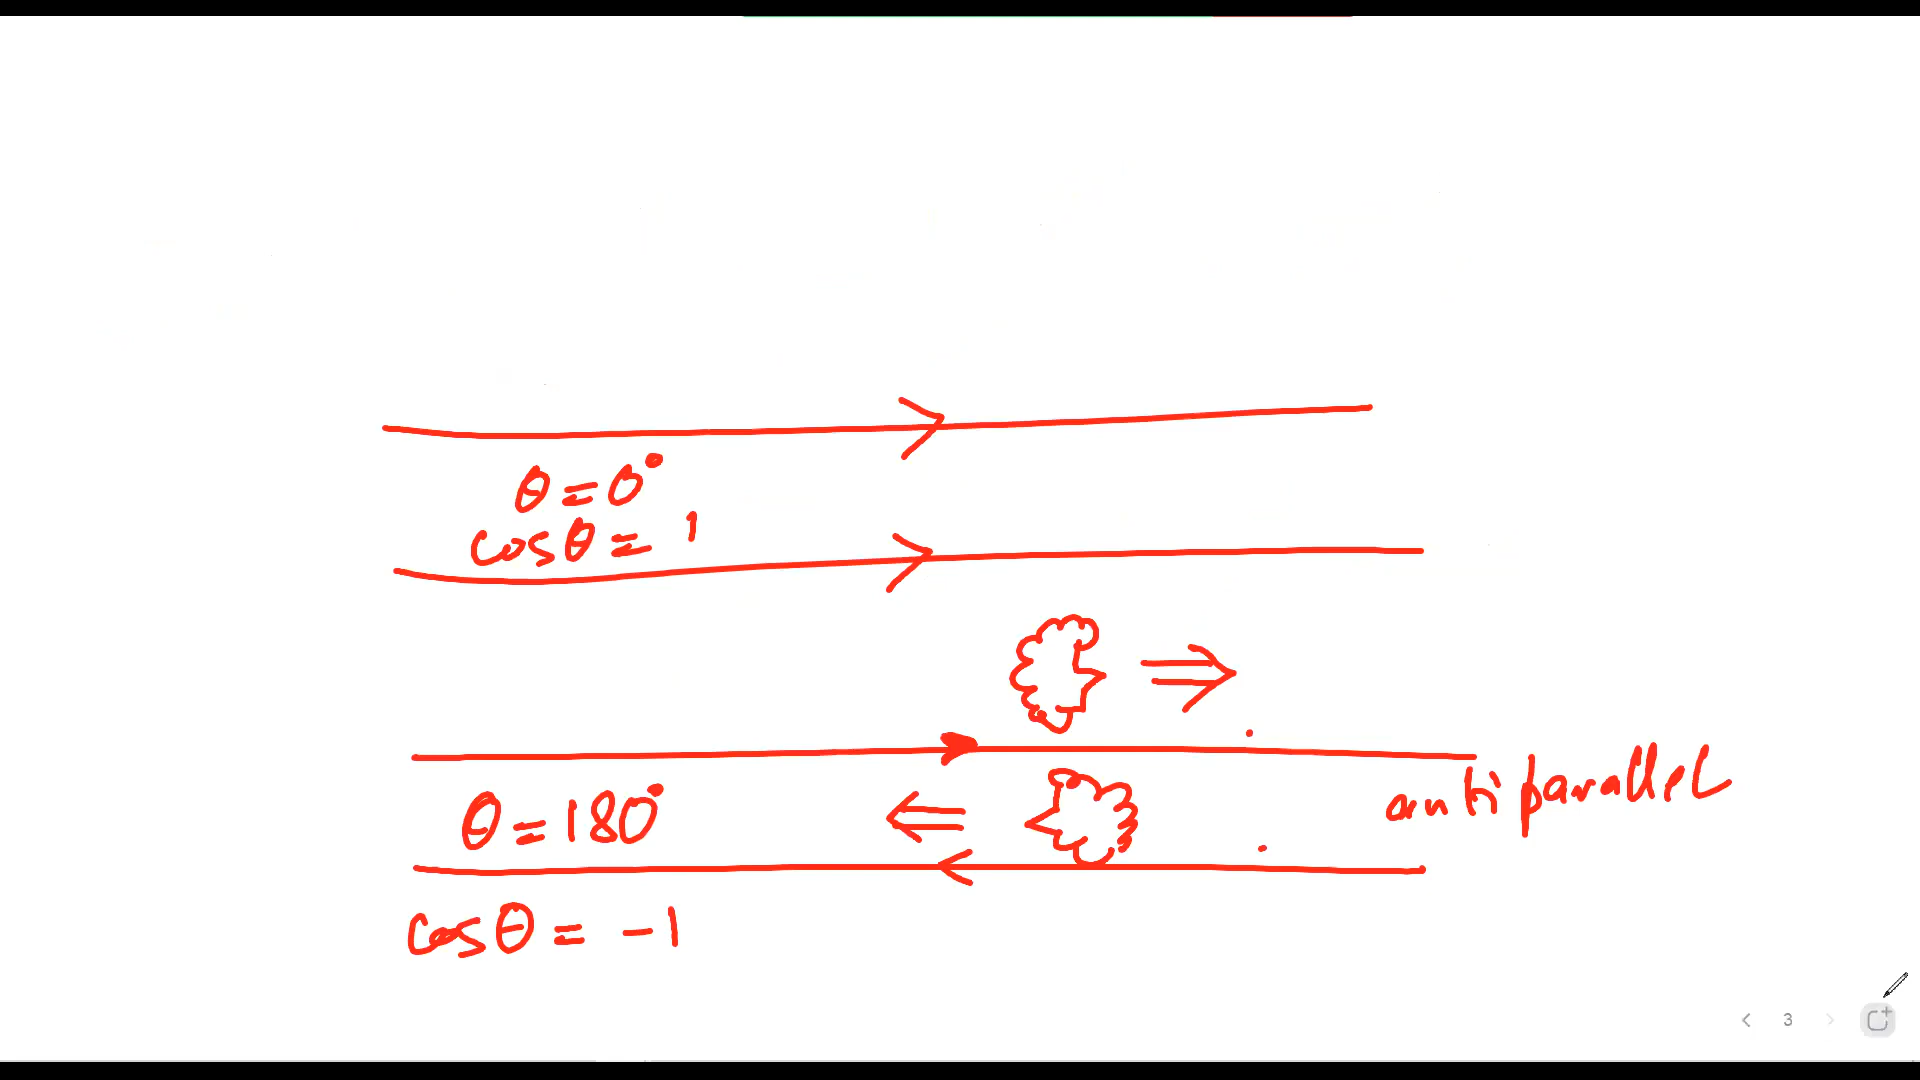 θ = 0°
cosθ = 1
antiparallel
θ = 180°
cosθ = -1
3